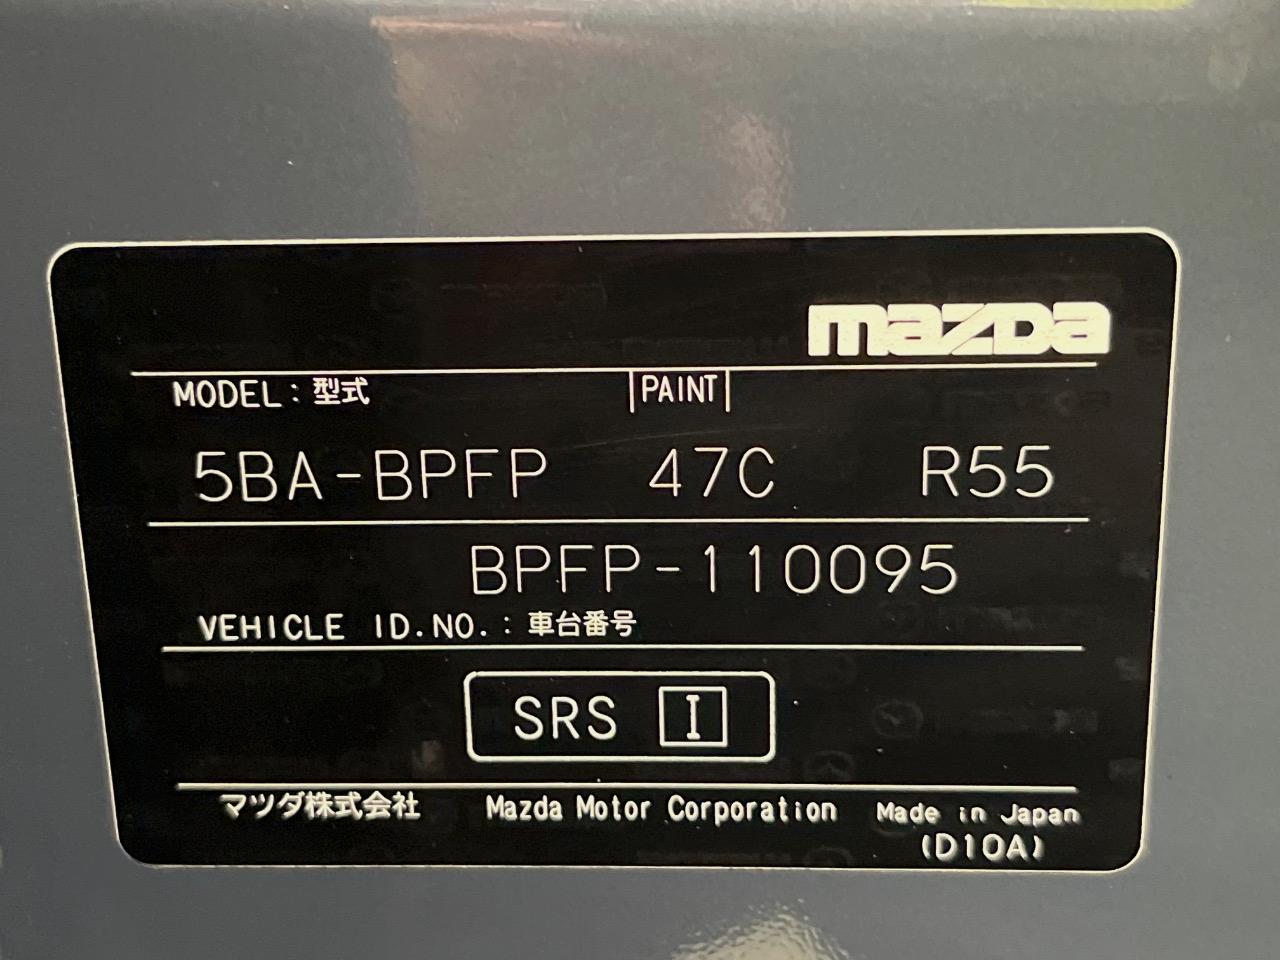 mazda
MODEL：型式 PAINT
5BA-BPFP 47C R55
BPFP-110095
VEHICLE ID.NO.：車台番号
SRS I
マツダ株式会社 Mazda Motor Corporation Made in Japan
(D10A)